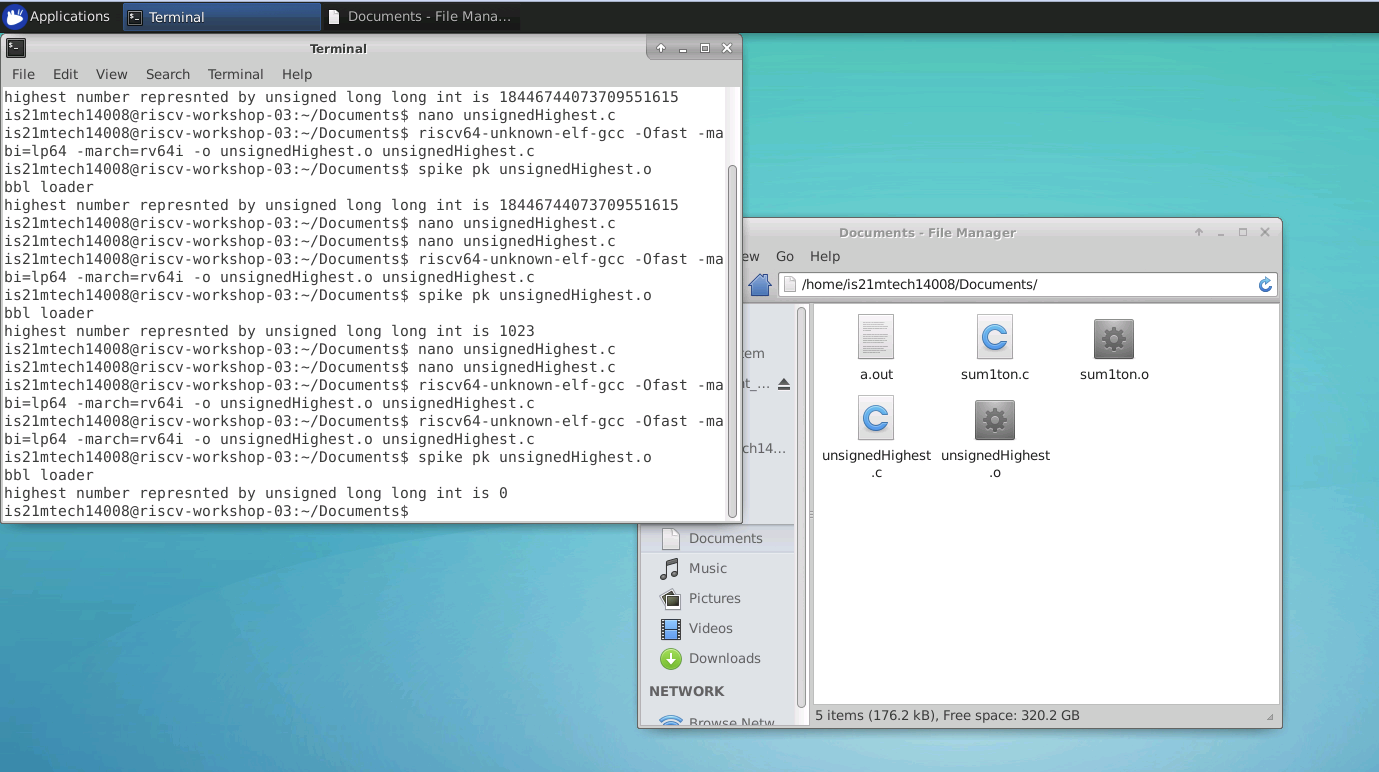 Applications
Terminal
Documents - File Mana...
Terminal
File Edit View Search Terminal Help
highest number represnted by unsigned long long int is 18446744073709551615
is21mtech14008@riscv-workshop-03:~/Documents$ nano unsignedHighest.c
is21mtech14008@riscv-workshop-03:~/Documents$ riscv64-unknown-elf-gcc -Ofast -ma
bi=lp64 -march=rv64i -o unsignedHighest.o unsignedHighest.c
is21mtech14008@riscv-workshop-03:~/Documents$ spike pk unsignedHighest.o
bbl loader
highest number represnted by unsigned long long int is 18446744073709551615
is21mtech14008@riscv-workshop-03:~/Documents$ nano unsignedHighest.c
is21mtech14008@riscv-workshop-03:~/Documents$ nano unsignedHighest.c
is21mtech14008@riscv-workshop-03:~/Documents$ riscv64-unknown-elf-gcc -Ofast -ma
bi=lp64 -march=rv64i -o unsignedHighest.o unsignedHighest.c
is21mtech14008@riscv-workshop-03:~/Documents$ spike pk unsignedHighest.o
bbl loader
highest number represnted by unsigned long long int is 1023
is21mtech14008@riscv-workshop-03:~/Documents$ nano unsignedHighest.c
is21mtech14008@riscv-workshop-03:~/Documents$ nano unsignedHighest.c
is21mtech14008@riscv-workshop-03:~/Documents$ riscv64-unknown-elf-gcc -Ofast -ma
bi=lp64 -march=rv64i -o unsignedHighest.o unsignedHighest.c
is21mtech14008@riscv-workshop-03:~/Documents$ riscv64-unknown-elf-gcc -Ofast -ma
bi=lp64 -march=rv64i -o unsignedHighest.o unsignedHighest.c
is21mtech14008@riscv-workshop-03:~/Documents$ spike pk unsignedHighest.o
bbl loader
highest number represnted by unsigned long long int is 0
is21mtech14008@riscv-workshop-03:~/Documents$
Documents - File Manager
ew Go Help
/home/is21mtech14008/Documents/
tem
nt_...
ch14...
Documents
Music
Pictures
Videos
Downloads
NETWORK
Browse Netw
a.out
sum1ton.c
sum1ton.o
unsignedHighest
.c
unsignedHighest
.o
5 items (176.2 kB), Free space: 320.2 GB